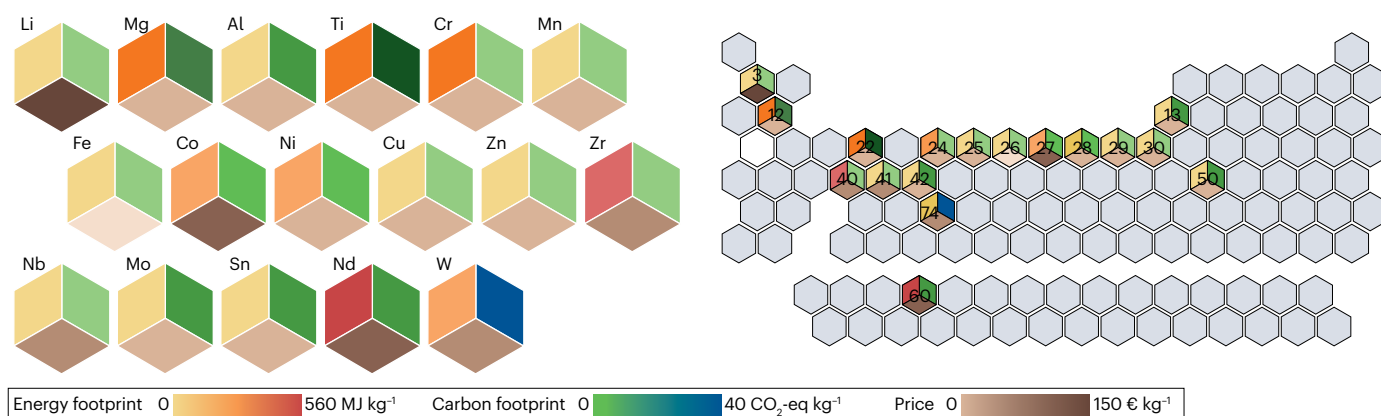 Li Mg Al Ti Cr Mn
Fe Co Ni Cu Zn Zr
Nb Mo Sn Nd W
3
12 13
22 24 25 26 27 28 29 30
40 41 42 50
74
60
Energy footprint 0 560 MJ kg⁻¹ Carbon footprint 0 40 CO₂-eq kg⁻¹ Price 0 150 € kg⁻¹